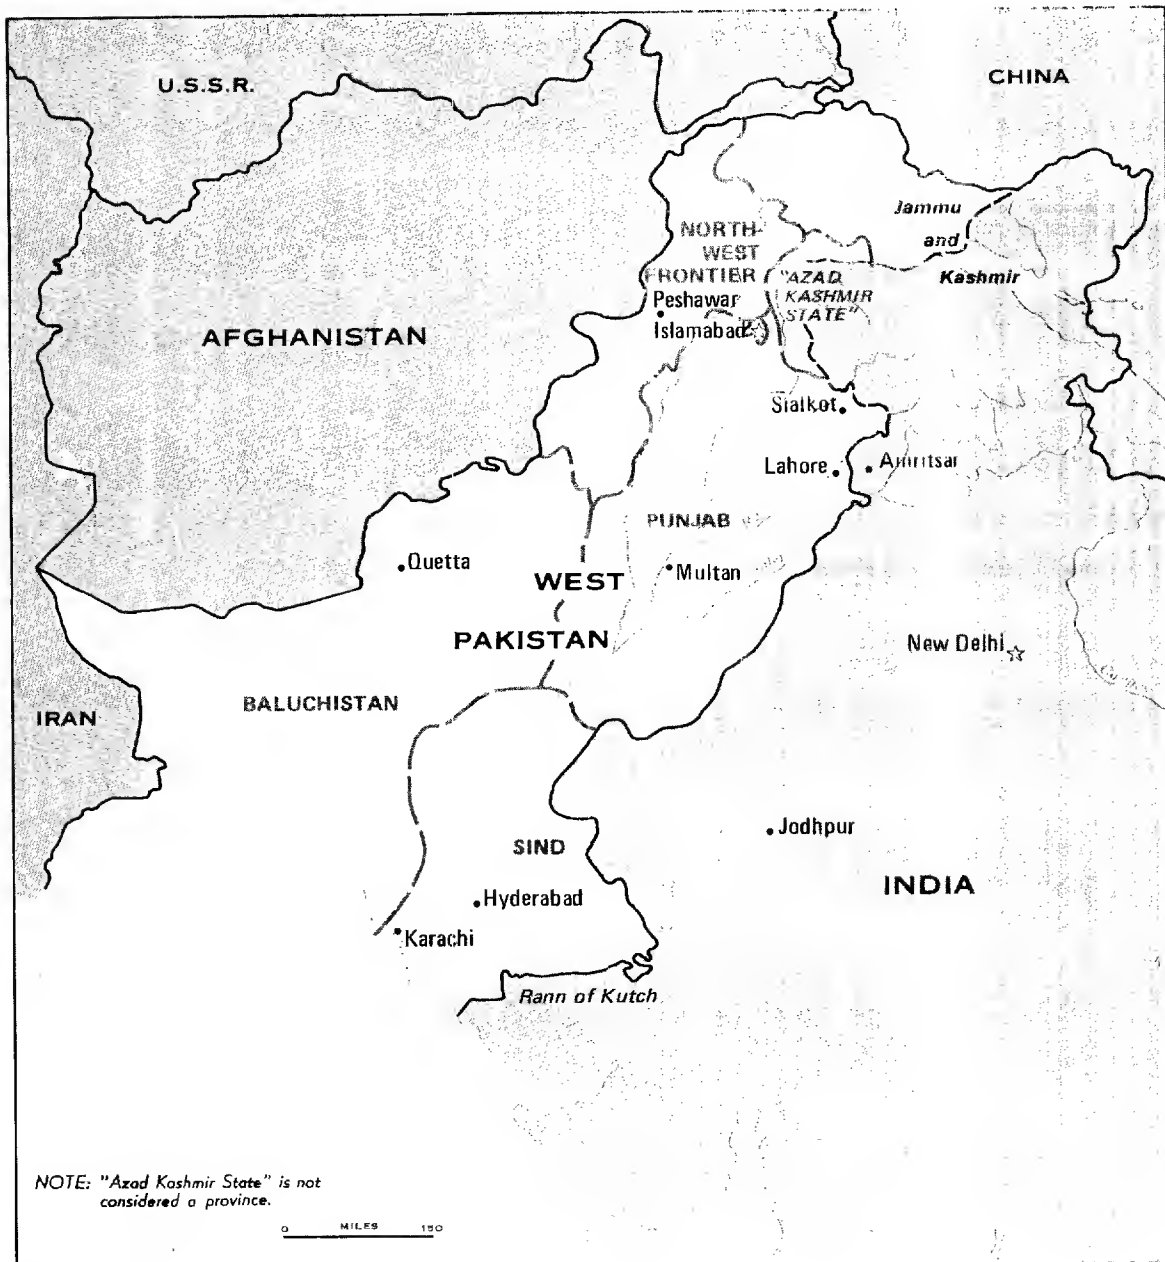 U.S.S.R.
CHINA
Jammu
and
Kashmir
NORTH-
WEST
FRONTIER
"AZAD
KASHMIR
STATE"
Peshawar
Islamabad
AFGHANISTAN
Sialkot
Lahore
Amritsar
PUNJAB
Quetta
WEST
Multan
PAKISTAN
New Delhi
BALUCHISTAN
IRAN
Jodhpur
SIND
INDIA
Hyderabad
Karachi
Rann of Kutch
NOTE: "Azad Kashmir State" is not
considered a province.
0 MILES 150